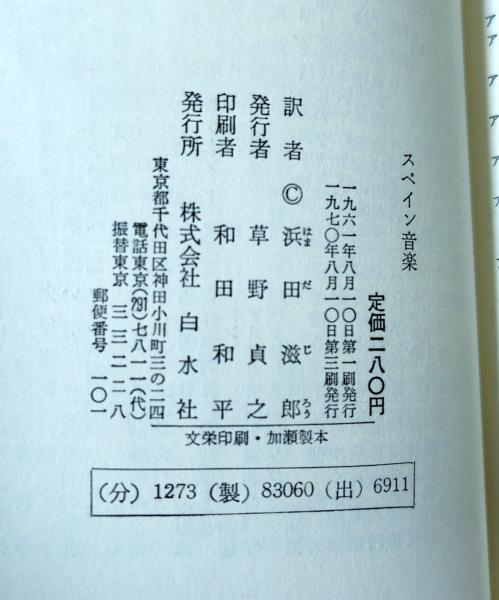 スペイン音楽
定価二八〇円
一九六一年八月一〇日第一刷発行
一九七〇年八月一〇日第三刷発行
訳者 © 浜田滋郎
はまだじろう
発行者 草野貞之
印刷者 和田和平
発行所 株式会社白水社
東京都千代田区神田小川町三の二四
電話東京(291)七八一一(代)
振替東京 三三二二八
郵便番号 一〇一
文栄印刷・加瀬製本
(分) 1273 (製) 83060 (出) 6911